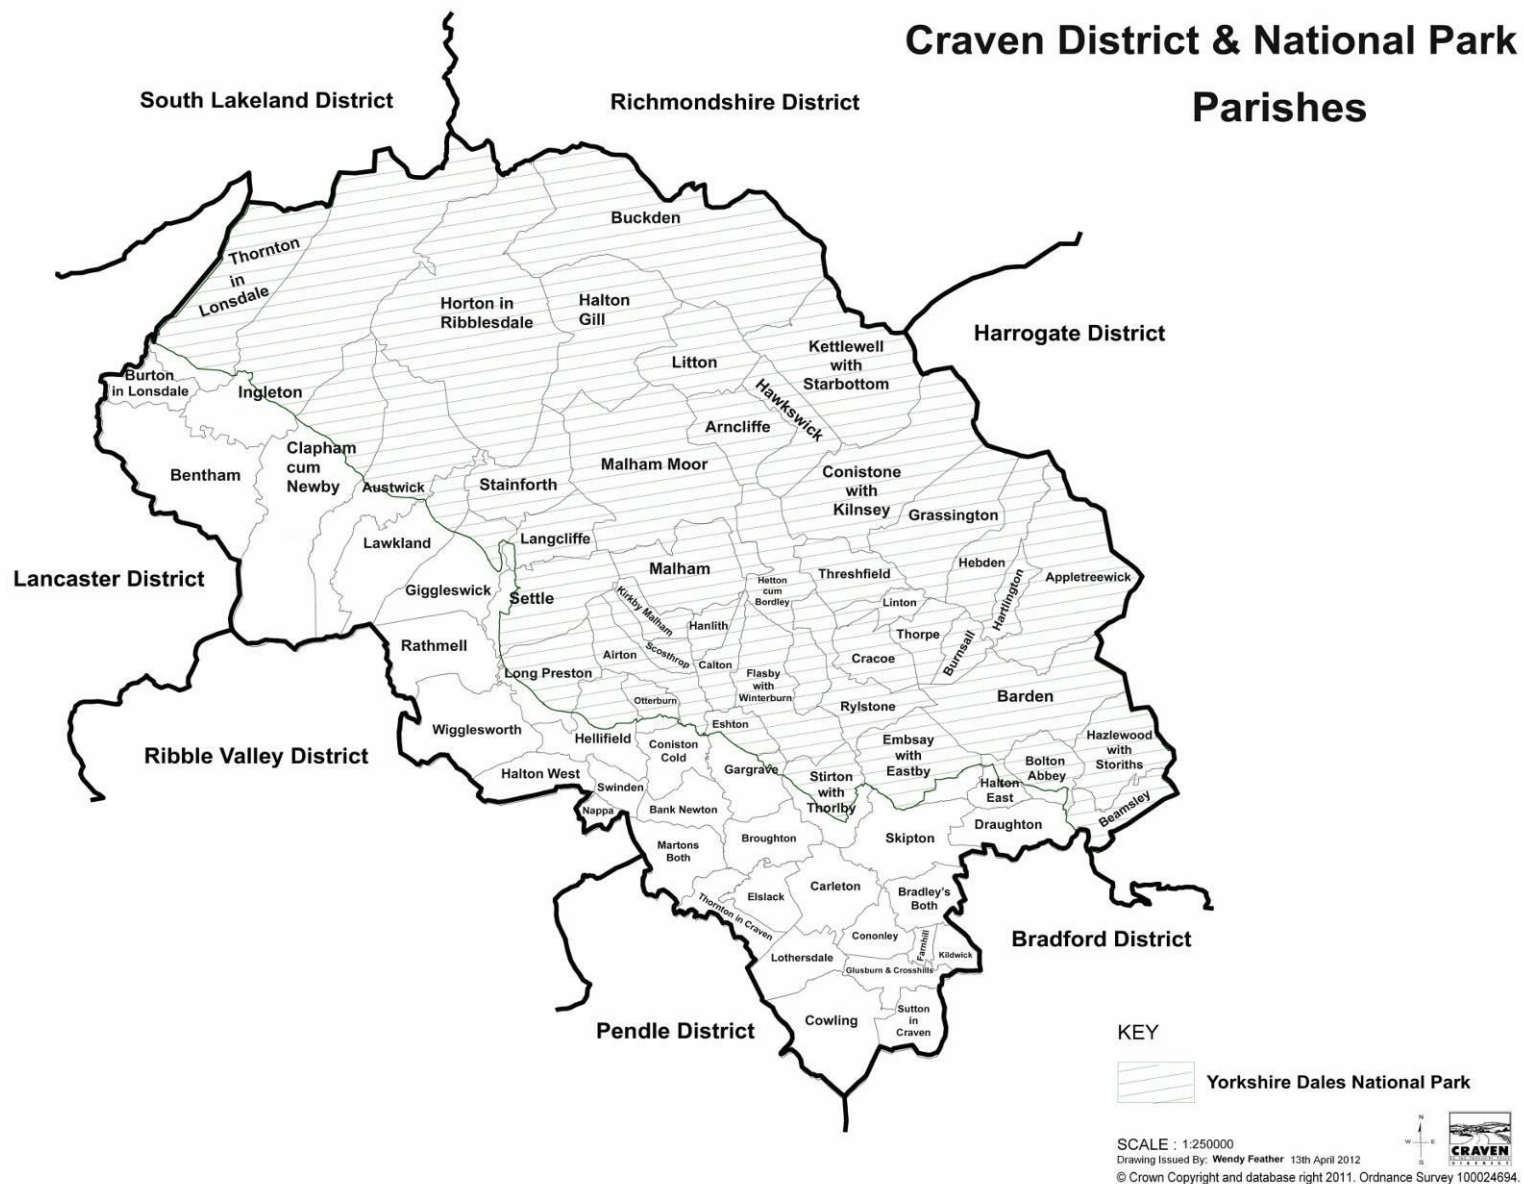 Craven District & National Park
Parishes
South Lakeland District
Richmondshire District
Buckden
Thornton
in
Lonsdale
Horton in
Ribblesdale
Halton
Gill
Harrogate District
Kettlewell
with
Starbottom
Litton
Burton
in Lonsdale
Ingleton
Hawkswick
Arncliffe
Clapham
cum
Newby
Bentham
Malham Moor
Conistone
with
Kilnsey
Austwick
Stainforth
Grassington
Lawkland
Langcliffe
Lancaster District
Malham
Threshfield
Hebden
Appletreewick
Hetton
cum
Bordley
Giggleswick
Settle
Kirkby Malham
Linton
Hartlington
Hanlith
Thorpe
Rathmell
Airton
Scosthrop
Calton
Cracoe
Burnsall
Long Preston
Flasby
with
Winterburn
Otterburn
Rylstone
Barden
Wigglesworth
Eshton
Hellifield
Coniston
Cold
Embsay
with
Eastby
Hazlewood
with
Storiths
Ribble Valley District
Gargrave
Bolton
Abbey
Halton West
Stirton
with
Thorlby
Swinden
Halton
East
Nappa
Bank Newton
Beamsley
Draughton
Broughton
Skipton
Martons
Both
Carleton
Elslack
Bradley's
Both
Thornton in Craven
Cononley
Farnhill
Kildwick
Bradford District
Lothersdale
Glusburn & Crosshills
Cowling
Sutton
in
Craven
Pendle District
KEY
Yorkshire Dales National Park
N
W
E
S
CRAVEN
DISTRICT
SCALE : 1:250000
Drawing Issued By: Wendy Feather 13th April 2012
© Crown Copyright and database right 2011. Ordnance Survey 100024694.